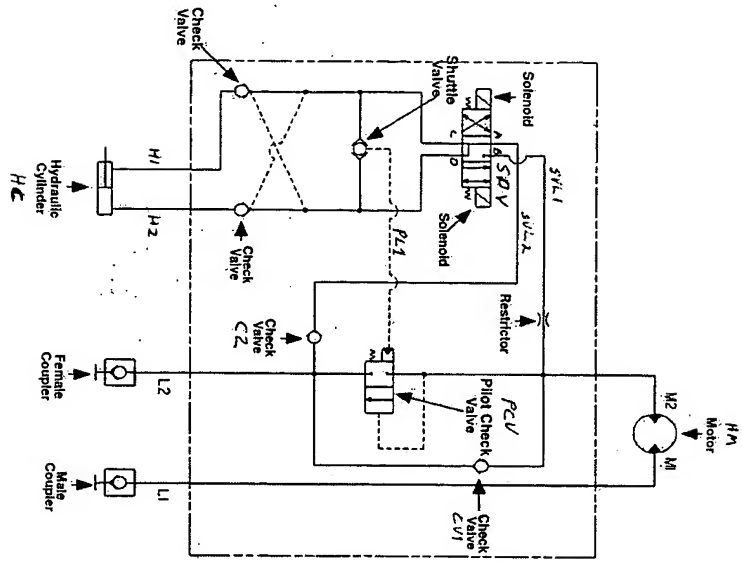 Check
Valve
Shuttle
Valve
Solenoid
A
B
C
D
SDV
Solenoid
SVL1
SVL2
Restrictor
H1
H2
Hydraulic
Cylinder
HC
Check
Valve
PL1
Check
Valve
C2
PCV
Pilot Check
Valve
M2
M1
HM
Motor
Female
Coupler
L2
Male
Coupler
L1
Check
Valve
CV1